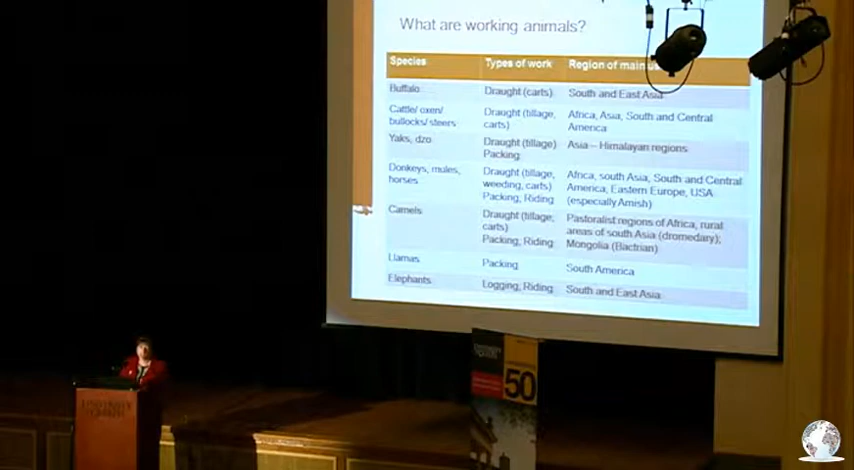 What are working animals?
Species Types of work Region of main us
Buffalo Draught (carts) South and East Asia
Cattle/ oxen/ Draught (tillage, Africa, Asia, South and Central
bullocks/ steers carts) America
Yaks, dzo Draught (tillage) Asia – Himalayan regions
Packing
Donkeys, mules, Draught (tillage, Africa, south Asia, South and Central
horses weeding, carts) America, Eastern Europe, USA
Packing, Riding (especially Amish)
Camels Draught (tillage, Pastoralist regions of Africa, rural
carts) areas of south Asia (dromedary);
Packing, Riding Mongolia (Bactrian)
Llamas Packing South America
Elephants Logging, Riding South and East Asia
50
UNIVERSITY